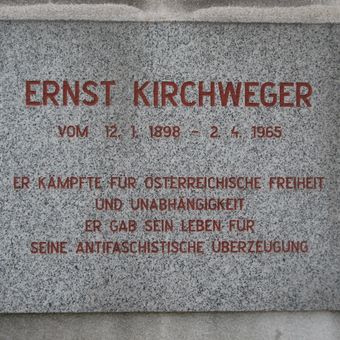 ERNST KIRCHWEGER
VOM 12. 1. 1898 – 2. 4. 1965
ER KÄMPFTE FÜR ÖSTERREICHISCHE FREIHEIT
UND UNABHÄNGIGKEIT
ER GAB SEIN LEBEN FÜR
SEINE ANTIFASCHISTISCHE ÜBERZEUGUNG